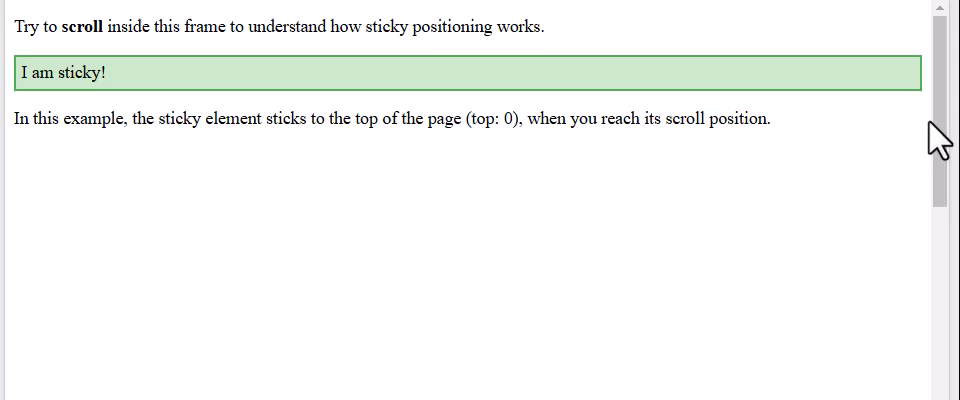 Try to scroll inside this frame to understand how sticky positioning works.
I am sticky!
In this example, the sticky element sticks to the top of the page (top: 0), when you reach its scroll position.